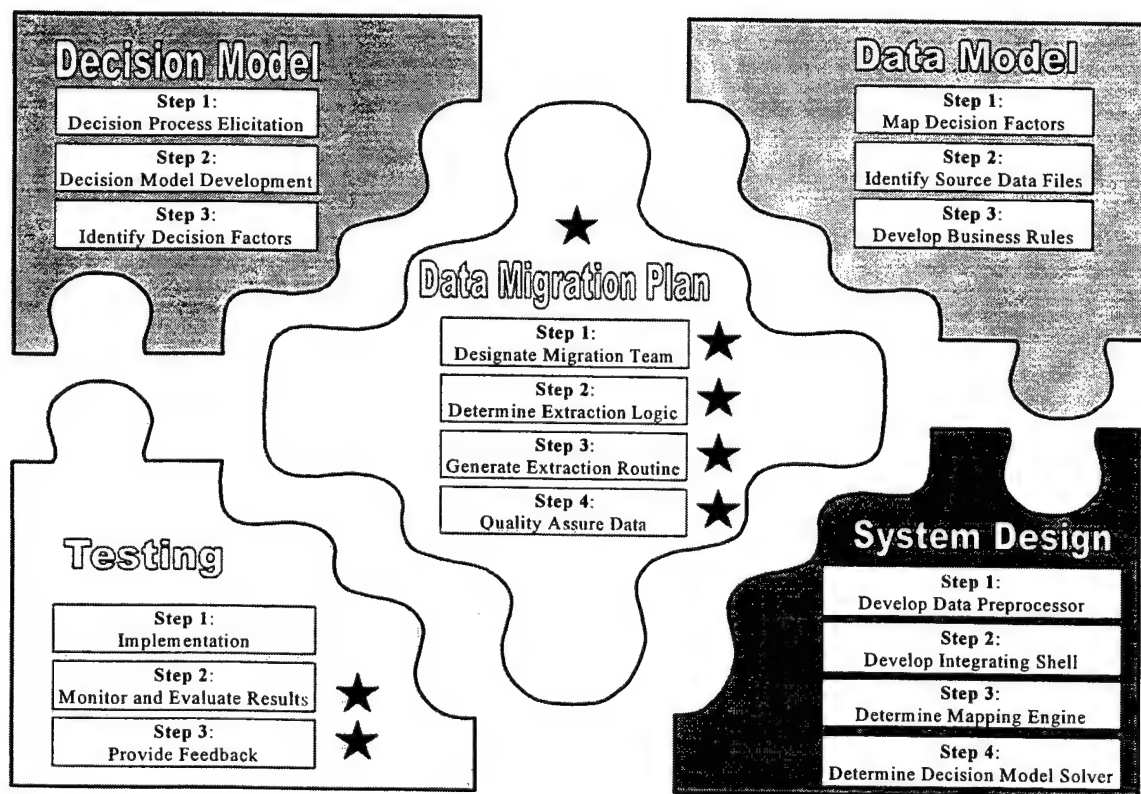 Decision Model
Step 1:
Decision Process Elicitation
Step 2:
Decision Model Development
Step 3:
Identify Decision Factors
Data Model
Step 1:
Map Decision Factors
Step 2:
Identify Source Data Files
Step 3:
Develop Business Rules
Data Migration Plan
Step 1:
Designate Migration Team
Step 2:
Determine Extraction Logic
Step 3:
Generate Extraction Routine
Step 4:
Quality Assure Data
Testing
Step 1:
Implementation
Step 2:
Monitor and Evaluate Results
Step 3:
Provide Feedback
System Design
Step 1:
Develop Data Preprocessor
Step 2:
Develop Integrating Shell
Step 3:
Determine Mapping Engine
Step 4:
Determine Decision Model Solver